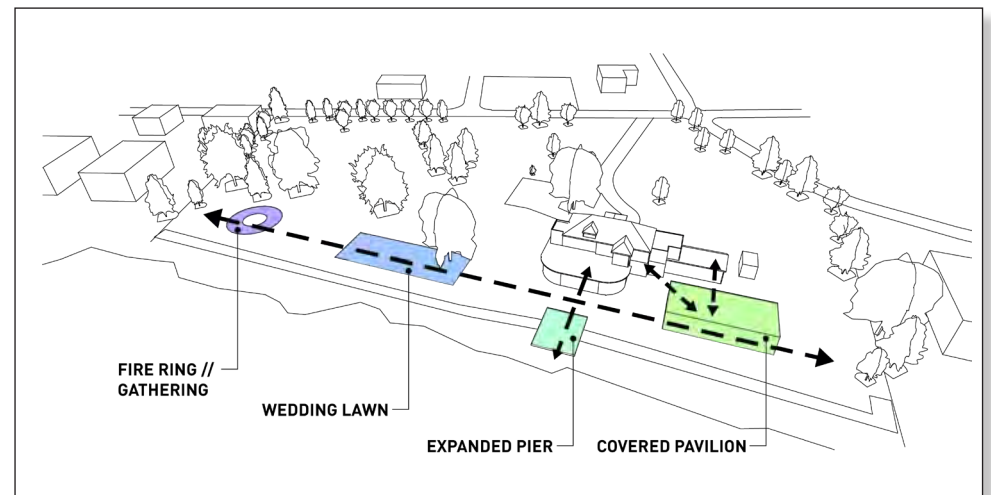 FIRE RING //
GATHERING
WEDDING LAWN
EXPANDED PIER
COVERED PAVILION